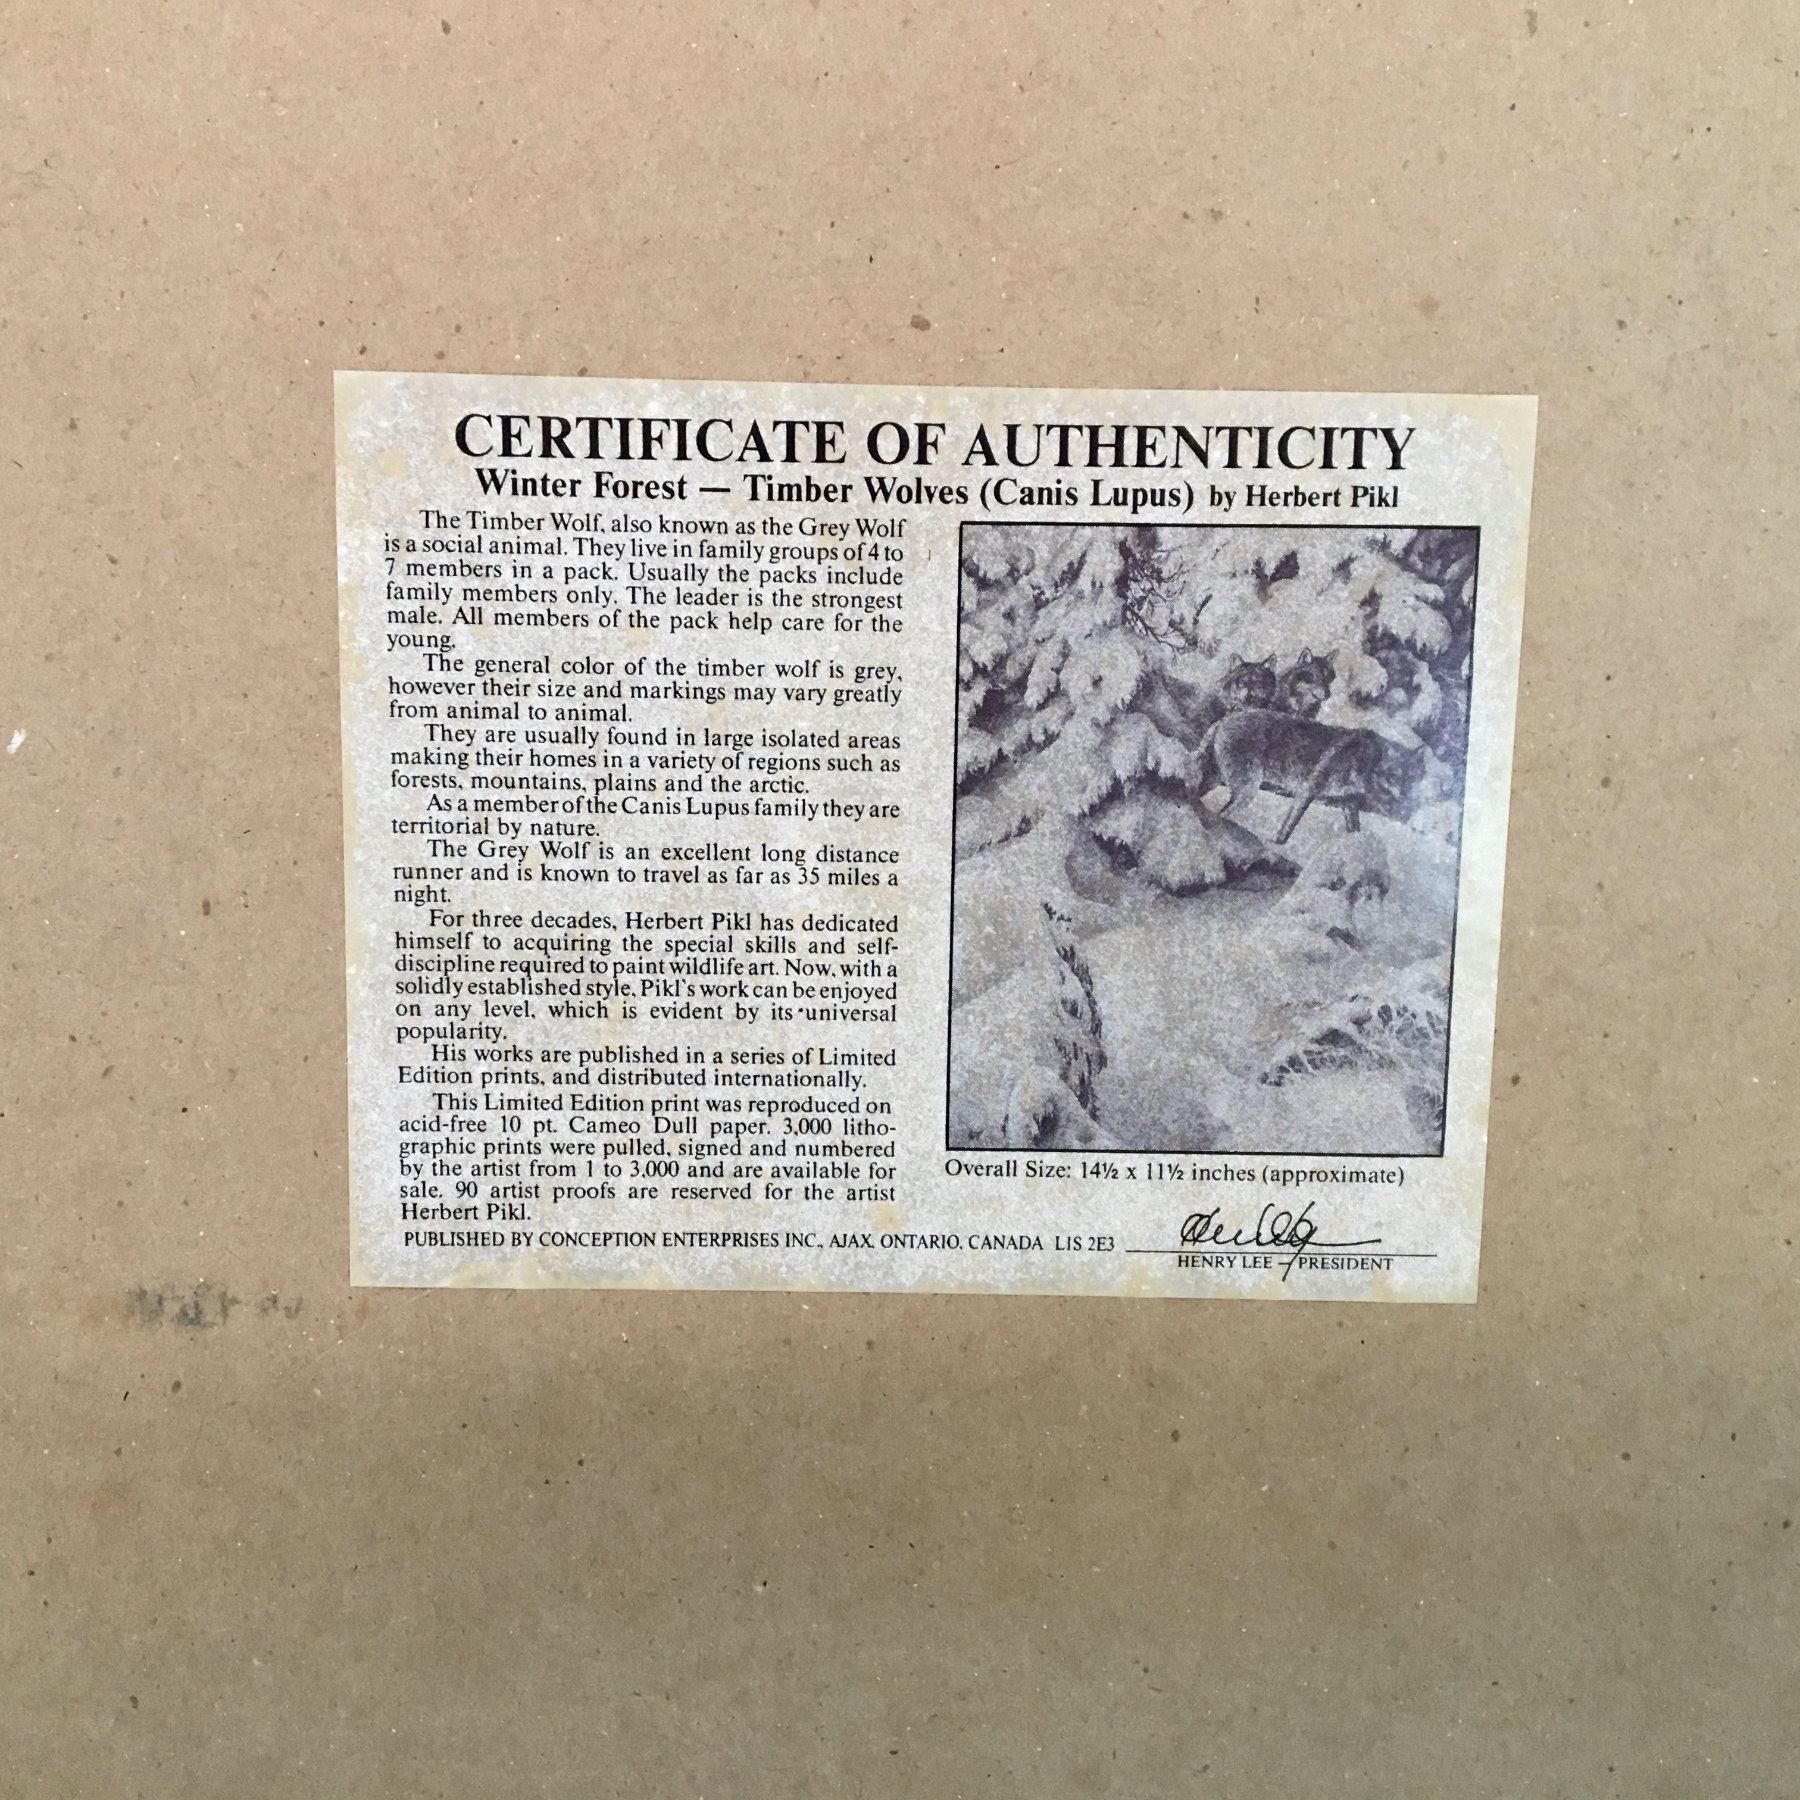 CERTIFICATE OF AUTHENTICITY
Winter Forest — Timber Wolves (Canis Lupus) by Herbert Pikl
The Timber Wolf, also known as the Grey Wolf
is a social animal. They live in family groups of 4 to
7 members in a pack. Usually the packs include
family members only. The leader is the strongest
male. All members of the pack help care for the
young.
The general color of the timber wolf is grey,
however their size and markings may vary greatly
from animal to animal.
They are usually found in large isolated areas
making their homes in a variety of regions such as
forests, mountains, plains and the arctic.
As a member of the Canis Lupus family they are
territorial by nature.
The Grey Wolf is an excellent long distance
runner and is known to travel as far as 35 miles a
night.
For three decades, Herbert Pikl has dedicated
himself to acquiring the special skills and self-
discipline required to paint wildlife art. Now, with a
solidly established style, Pikl's work can be enjoyed
on any level, which is evident by its universal
popularity.
His works are published in a series of Limited
Edition prints, and distributed internationally.
This Limited Edition print was reproduced on
acid-free 10 pt. Cameo Dull paper. 3,000 litho-
graphic prints were pulled, signed and numbered
by the artist from 1 to 3,000 and are available for
sale. 90 artist proofs are reserved for the artist
Herbert Pikl.
Overall Size: 14½ x 11½ inches (approximate)
PUBLISHED BY CONCEPTION ENTERPRISES INC., AJAX, ONTARIO, CANADA L1S 2E3
HENRY LEE — PRESIDENT